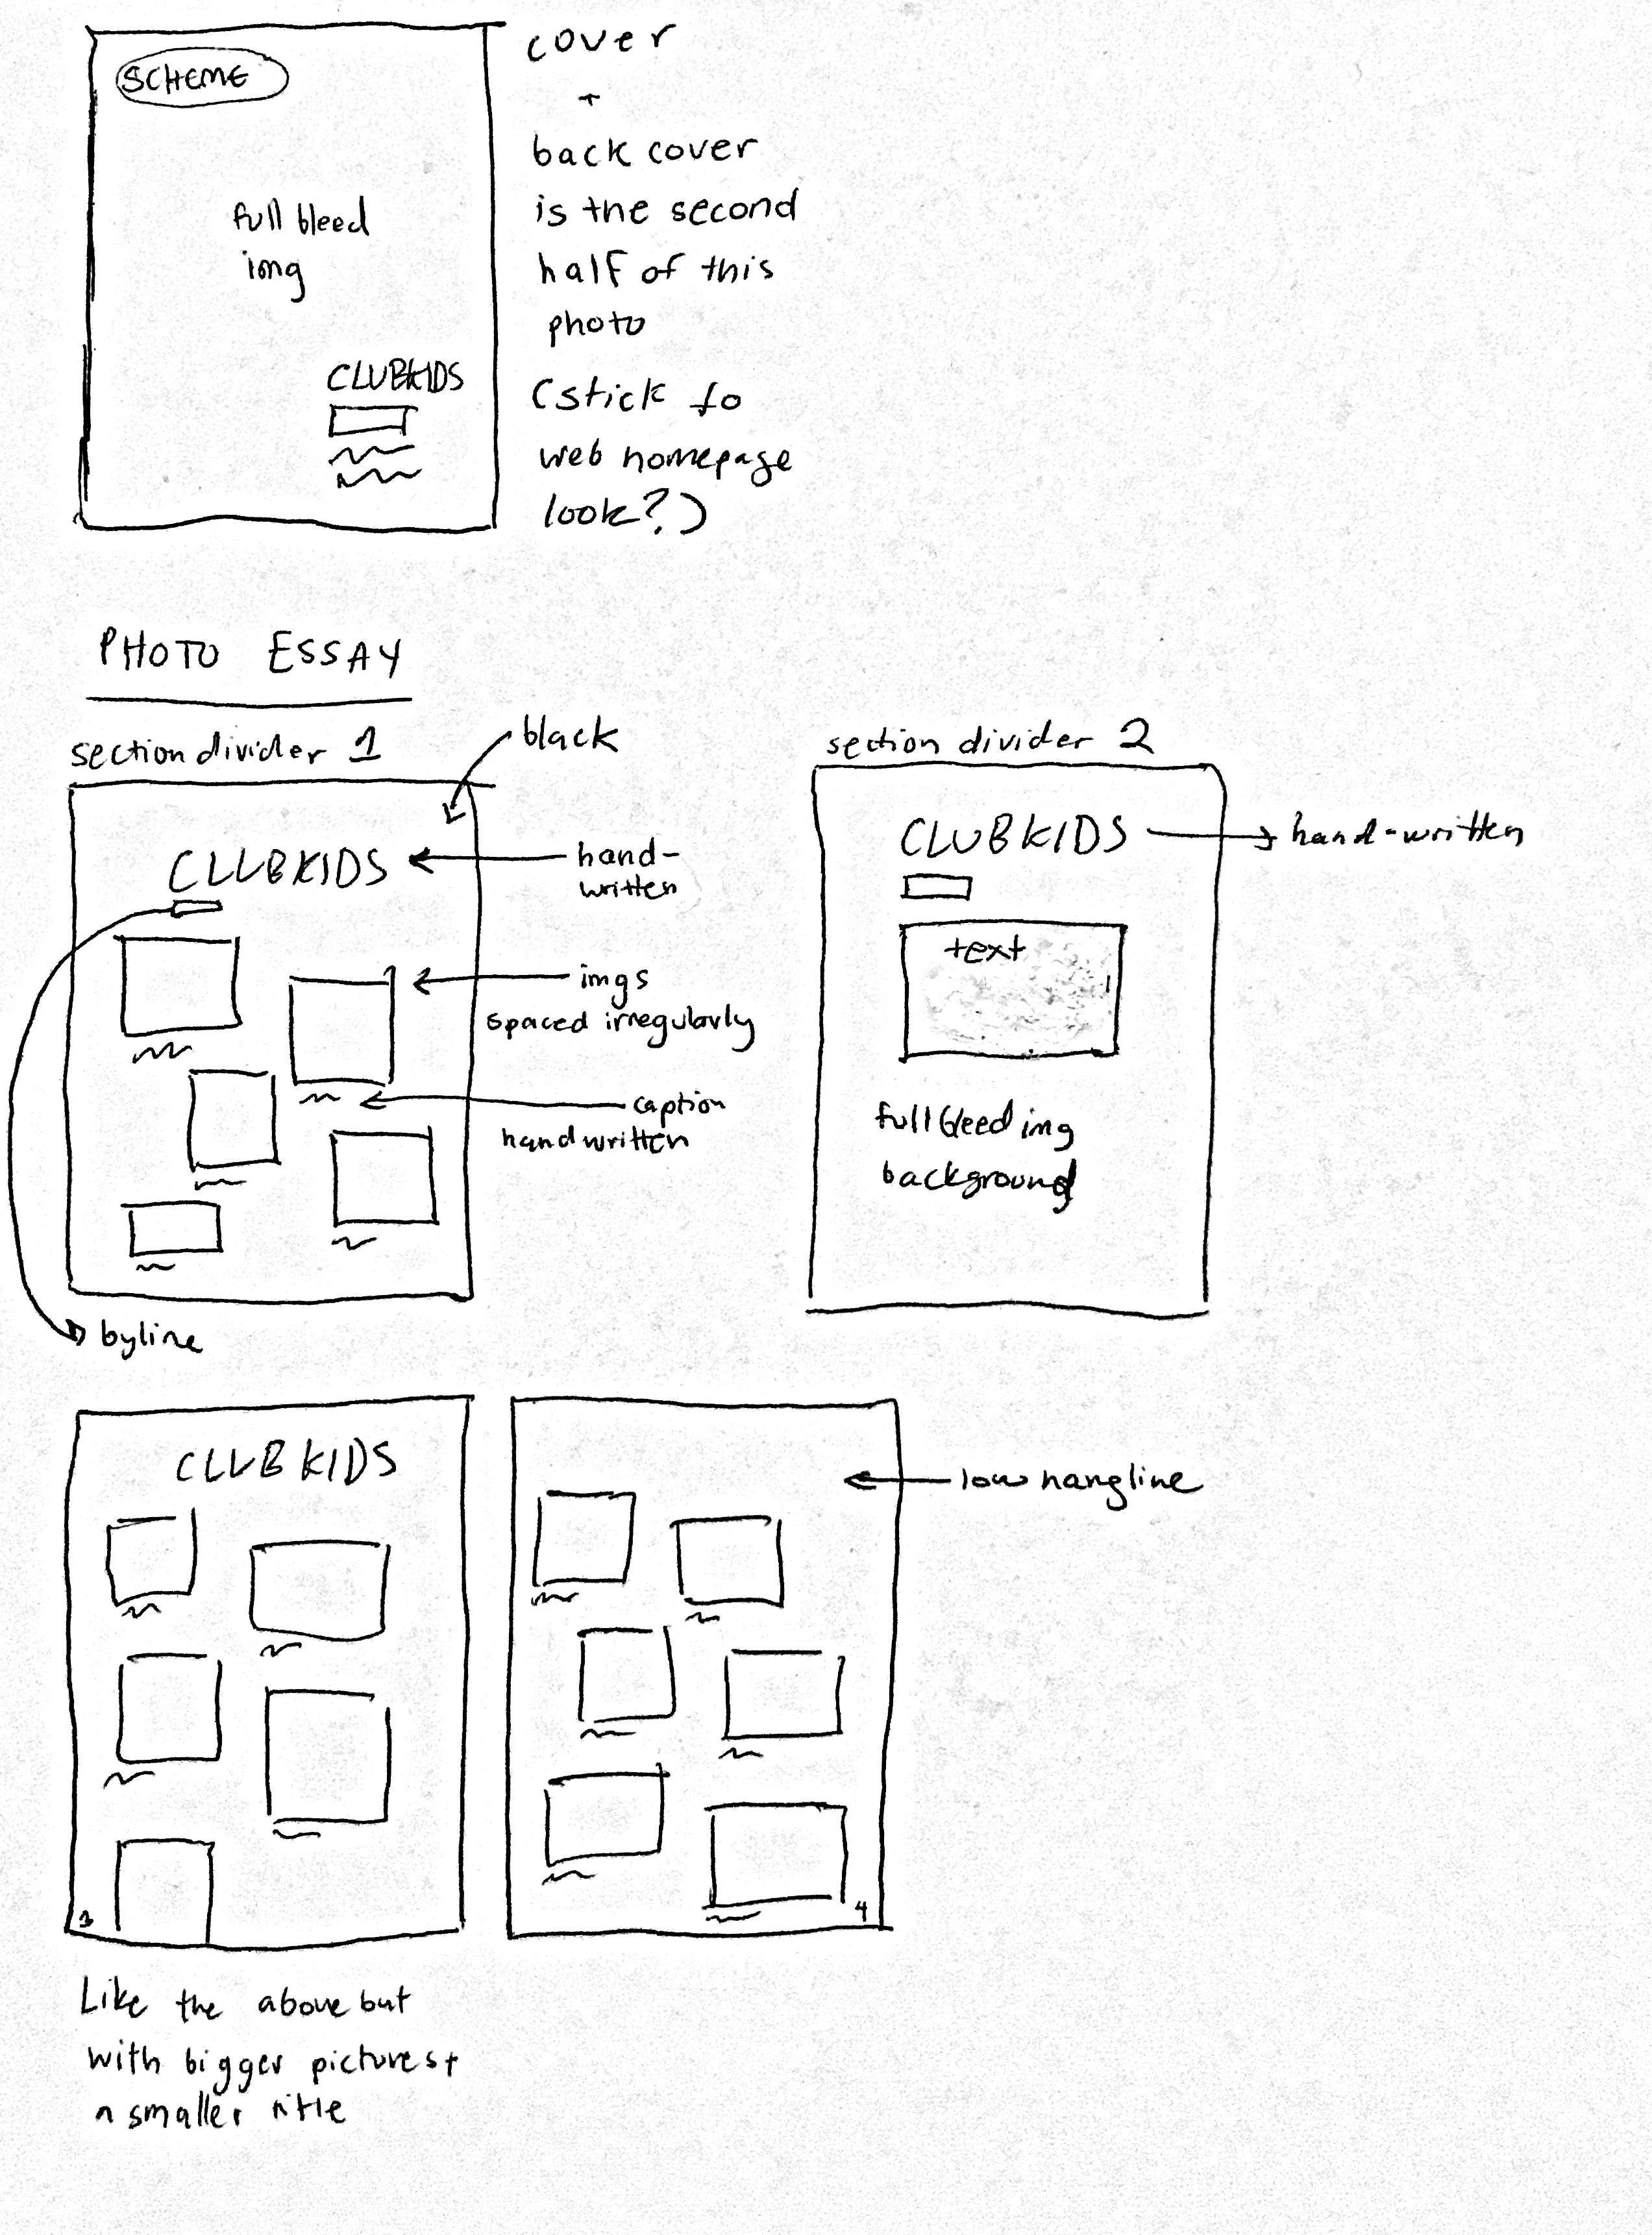 SCHEME
full bleed
img
CLUBKIDS
cover
+
back cover
is the second
half of this
photo
(stick to
web homepage
look?)
PHOTO ESSAY
section divider 1
black
CLUBKIDS
hand-
written
imgs
spaced irregularly
caption
handwritten
byline
section divider 2
CLUBKIDS
hand-written
text
full bleed img
background
CLUBKIDS
3
low hangline
4
Like the above but
with bigger pictures +
a smaller title